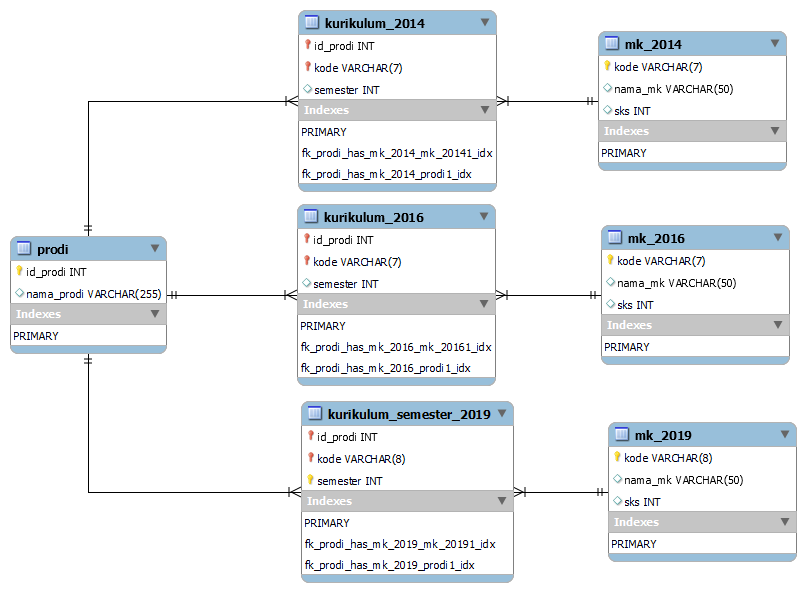 prodi
id_prodi INT
nama_prodi VARCHAR(255)
Indexes
PRIMARY
kurikulum_2014
id_prodi INT
kode VARCHAR(7)
semester INT
Indexes
PRIMARY
fk_prodi_has_mk_2014_mk_20141_idx
fk_prodi_has_mk_2014_prodi1_idx
mk_2014
kode VARCHAR(7)
nama_mk VARCHAR(50)
sks INT
Indexes
PRIMARY
kurikulum_2016
id_prodi INT
kode VARCHAR(7)
semester INT
Indexes
PRIMARY
fk_prodi_has_mk_2016_mk_20161_idx
fk_prodi_has_mk_2016_prodi1_idx
mk_2016
kode VARCHAR(7)
nama_mk VARCHAR(50)
sks INT
Indexes
PRIMARY
kurikulum_semester_2019
id_prodi INT
kode VARCHAR(8)
semester INT
Indexes
PRIMARY
fk_prodi_has_mk_2019_mk_20191_idx
fk_prodi_has_mk_2019_prodi1_idx
mk_2019
kode VARCHAR(8)
nama_mk VARCHAR(50)
sks INT
Indexes
PRIMARY